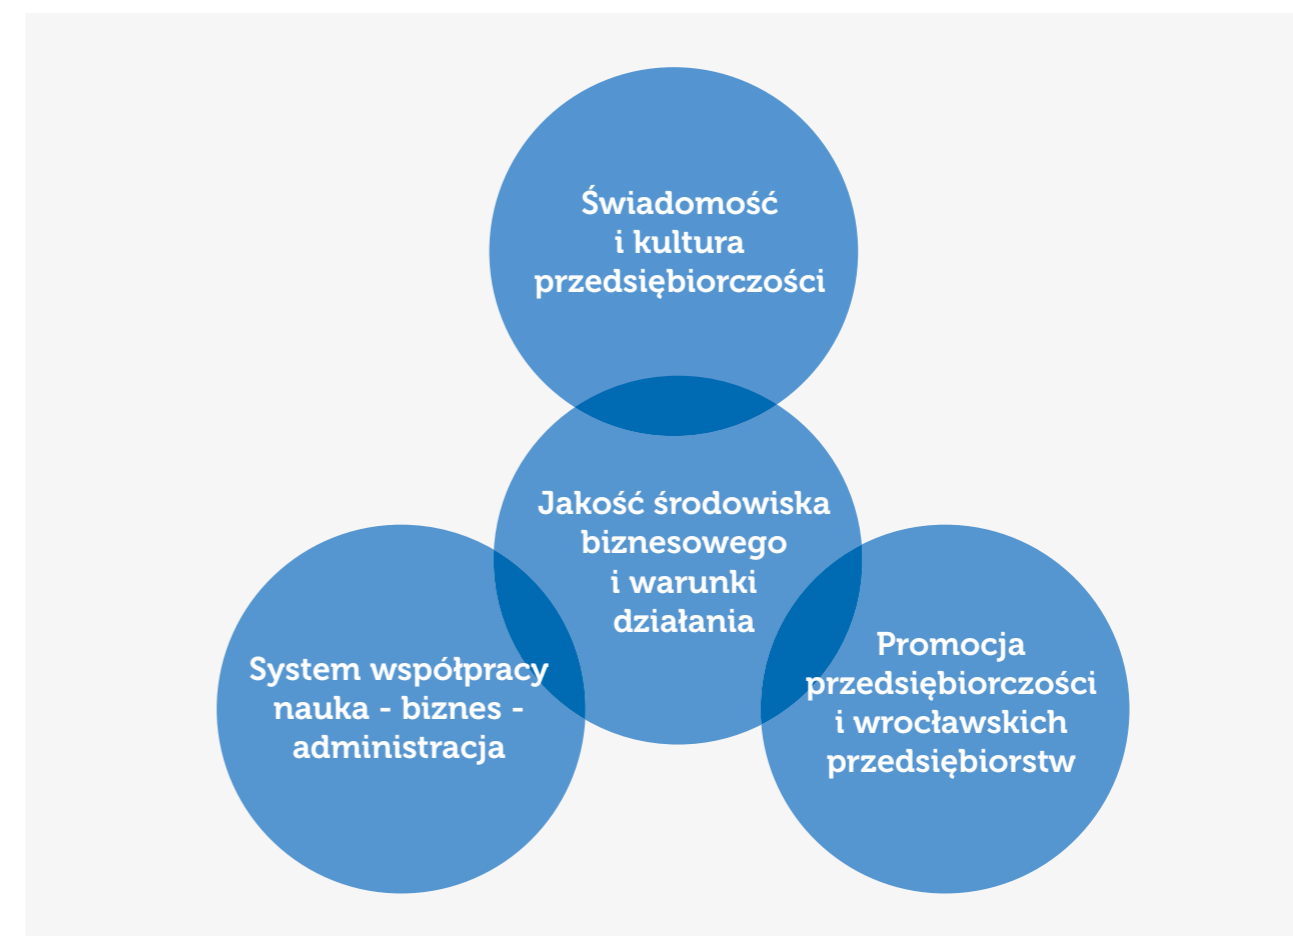 Świadomość
i kultura
przedsiębiorczości
Jakość środowiska
biznesowego
i warunki
działania
System współpracy
nauka - biznes -
administracja
Promocja
przedsiębiorczości
i wrocławskich
przedsiębiorstw